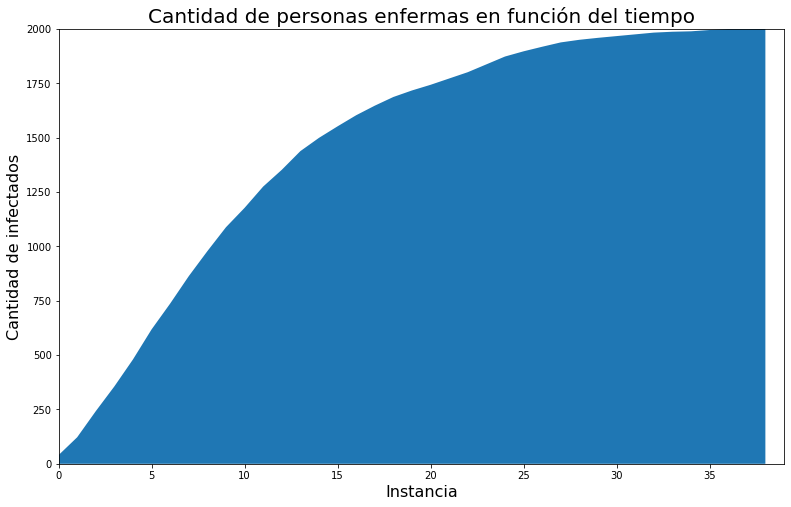 Cantidad de personas enfermas en función del tiempo
2000
1750
1500
1250
1000
750
500
250
0
Cantidad de infectados
0 5 10 15 20 25 30 35
Instancia